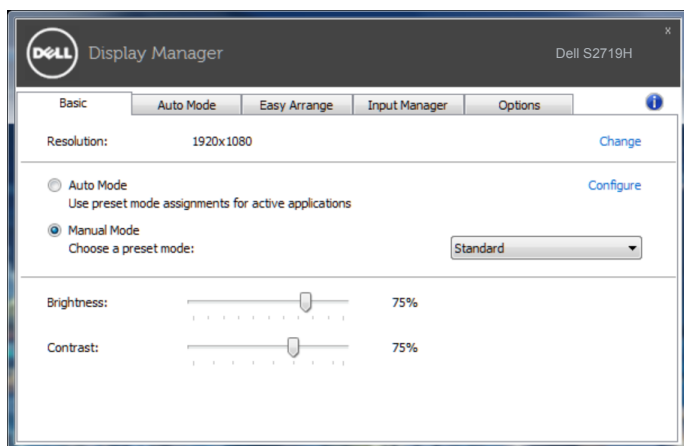 x
DELL Display Manager Dell S2719H
Basic Auto Mode Easy Arrange Input Manager Options i
Resolution: 1920x1080 Change
Auto Mode Configure
Use preset mode assignments for active applications
Manual Mode
Choose a preset mode: Standard
Brightness: 75%
Contrast: 75%